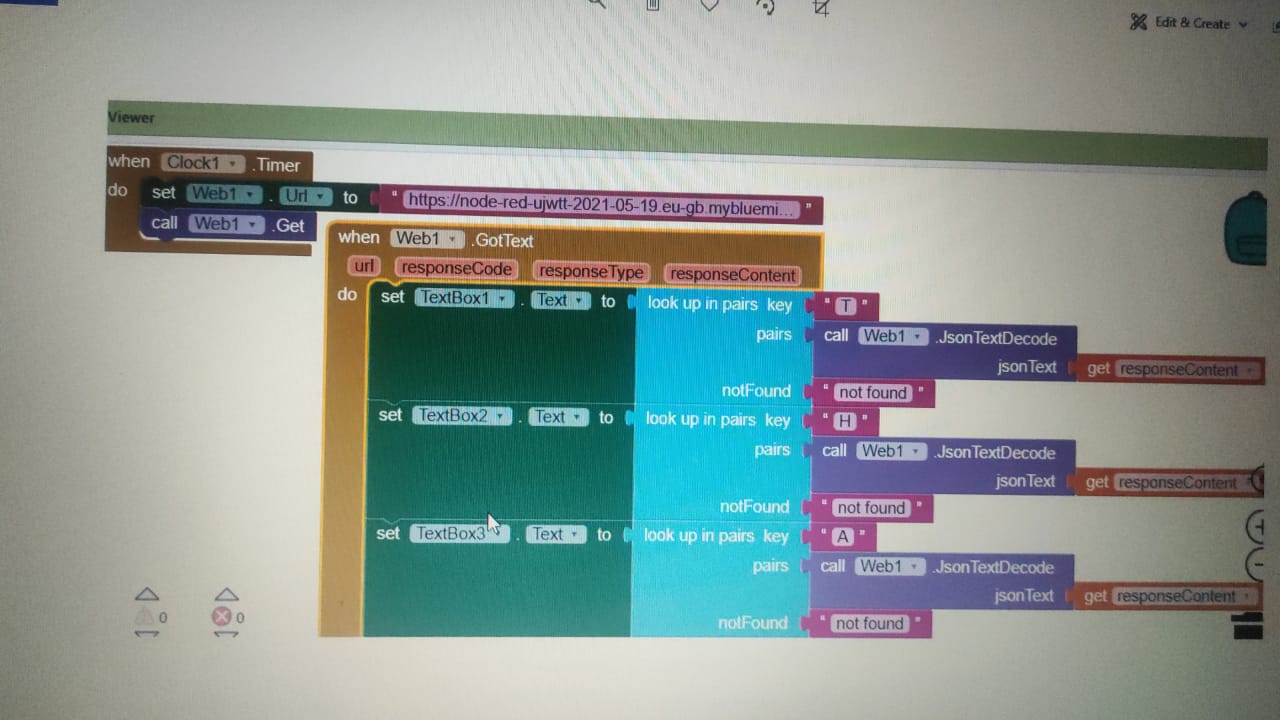 Edit & Create
Viewer
when Clock1 .Timer
do set Web1 . Url to " https://node-red-ujwtt-2021-05-19.eu-gb.mybluemi... "
call Web1 .Get
when Web1 .GotText
url responseCode responseType responseContent
do set TextBox1 . Text to look up in pairs key " T "
pairs call Web1 .JsonTextDecode
jsonText get responseContent
notFound " not found "
set TextBox2 . Text to look up in pairs key " H "
pairs call Web1 .JsonTextDecode
jsonText get responseContent
notFound " not found "
set TextBox3 . Text to look up in pairs key " A "
pairs call Web1 .JsonTextDecode
jsonText get responseContent
notFound " not found "
0 0